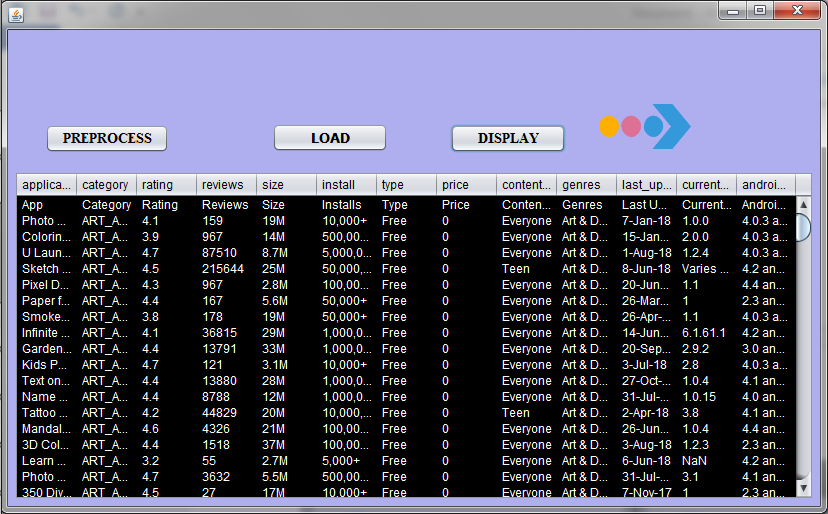 PREPROCESS LOAD DISPLAY
applica... category rating reviews size install type price content... genres last_up... current... androi...
App Category Rating Reviews Size Installs Type Price Conten... Genres Last U... Current... Androi...
Photo ... ART_A... 4.1 159 19M 10,000+ Free 0 Everyone Art & D... 7-Jan-18 1.0.0 4.0.3 a...
Colorin... ART_A... 3.9 967 14M 500,00... Free 0 Everyone Art & D... 15-Jan... 2.0.0 4.0.3 a...
U Laun... ART_A... 4.7 87510 8.7M 5,000,0... Free 0 Everyone Art & D... 1-Aug-18 1.2.4 4.0.3 a...
Sketch ... ART_A... 4.5 215644 25M 50,000,... Free 0 Teen Art & D... 8-Jun-18 Varies ... 4.2 an...
Pixel D... ART_A... 4.3 967 2.8M 100,00... Free 0 Everyone Art & D... 20-Jun... 1.1 4.4 an...
Paper f... ART_A... 4.4 167 5.6M 50,000+ Free 0 Everyone Art & D... 26-Mar... 1 2.3 an...
Smoke... ART_A... 3.8 178 19M 50,000+ Free 0 Everyone Art & D... 26-Apr... 1.1 4.0.3 a...
Infinite ... ART_A... 4.1 36815 29M 1,000,0... Free 0 Everyone Art & D... 14-Jun... 6.1.61.1 4.2 an...
Garden... ART_A... 4.4 13791 33M 1,000,0... Free 0 Everyone Art & D... 20-Sep... 2.9.2 3.0 an...
Kids P... ART_A... 4.7 121 3.1M 10,000+ Free 0 Everyone Art & D... 3-Jul-18 2.8 4.0.3 a...
Text on... ART_A... 4.4 13880 28M 1,000,0... Free 0 Everyone Art & D... 27-Oct-... 1.0.4 4.1 an...
Name ... ART_A... 4.4 8788 12M 1,000,0... Free 0 Everyone Art & D... 31-Jul-... 1.0.15 4.0 an...
Tattoo ... ART_A... 4.2 44829 20M 10,000,... Free 0 Teen Art & D... 2-Apr-18 3.8 4.1 an...
Mandal... ART_A... 4.6 4326 21M 100,00... Free 0 Everyone Art & D... 26-Jun... 1.0.4 4.4 an...
3D Col... ART_A... 4.4 1518 37M 100,00... Free 0 Everyone Art & D... 3-Aug-18 1.2.3 2.3 an...
Learn ... ART_A... 3.2 55 2.7M 5,000+ Free 0 Everyone Art & D... 6-Jun-18 NaN 4.2 an...
Photo ... ART_A... 4.7 3632 5.5M 500,00... Free 0 Everyone Art & D... 31-Jul-... 3.1 4.1 an...
350 Div... ART_A... 4.5 27 17M 10,000+ Free 0 Everyone Art & D... 7-Nov-17 1 2.3 an...